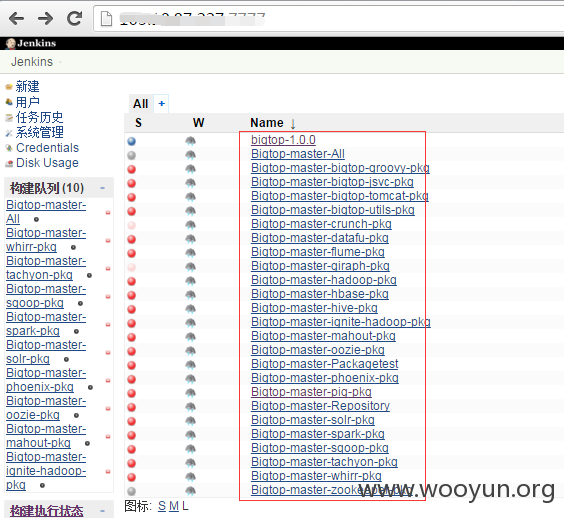 Jenkins
Jenkins
新建
用户
任务历史
系统管理
Credentials
Disk Usage
构建队列 (10)
Bigtop-master-
All
Bigtop-master-
whirr-pkg
Bigtop-master-
tachyon-pkg
Bigtop-master-
sqoop-pkg
Bigtop-master-
spark-pkg
Bigtop-master-
solr-pkg
Bigtop-master-
phoenix-pkg
Bigtop-master-
oozie-pkg
Bigtop-master-
mahout-pkg
Bigtop-master-
ignite-hadoop-
pkg
构建执行状态
All +
S W Name ↓
bigtop-1.0.0
Bigtop-master-All
Bigtop-master-bigtop-groovy-pkg
Bigtop-master-bigtop-jsvc-pkg
Bigtop-master-bigtop-tomcat-pkg
Bigtop-master-bigtop-utils-pkg
Bigtop-master-crunch-pkg
Bigtop-master-datafu-pkg
Bigtop-master-flume-pkg
Bigtop-master-giraph-pkg
Bigtop-master-hadoop-pkg
Bigtop-master-hbase-pkg
Bigtop-master-hive-pkg
Bigtop-master-ignite-hadoop-pkg
Bigtop-master-mahout-pkg
Bigtop-master-oozie-pkg
Bigtop-master-Packagetest
Bigtop-master-phoenix-pkg
Bigtop-master-pig-pkg
Bigtop-master-Repository
Bigtop-master-solr-pkg
Bigtop-master-spark-pkg
Bigtop-master-sqoop-pkg
Bigtop-master-tachyon-pkg
Bigtop-master-whirr-pkg
Bigtop-master-zookeeper-pkg
图标: S M L
www.wooyun.org